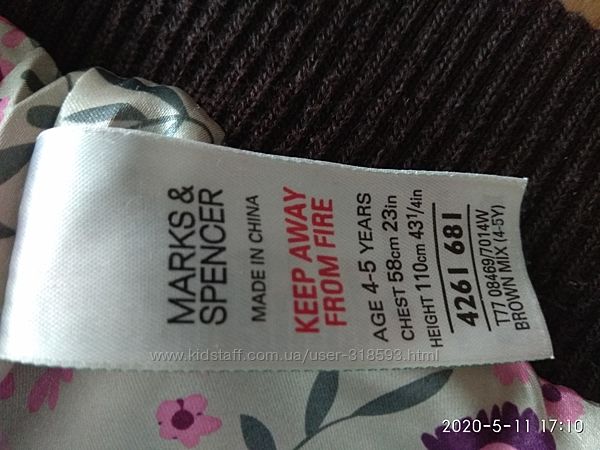 MARKS &
SPENCER
MADE IN CHINA
KEEP AWAY
FROM FIRE
AGE 4-5 YEARS
CHEST 58cm 23in
HEIGHT 110cm 43 1/4in
4261 681
T77 08469/7014W
BROWN MIX (4-5Y)
www.kidstaff.com.ua/user-318593.html
2020-5-11 17:10